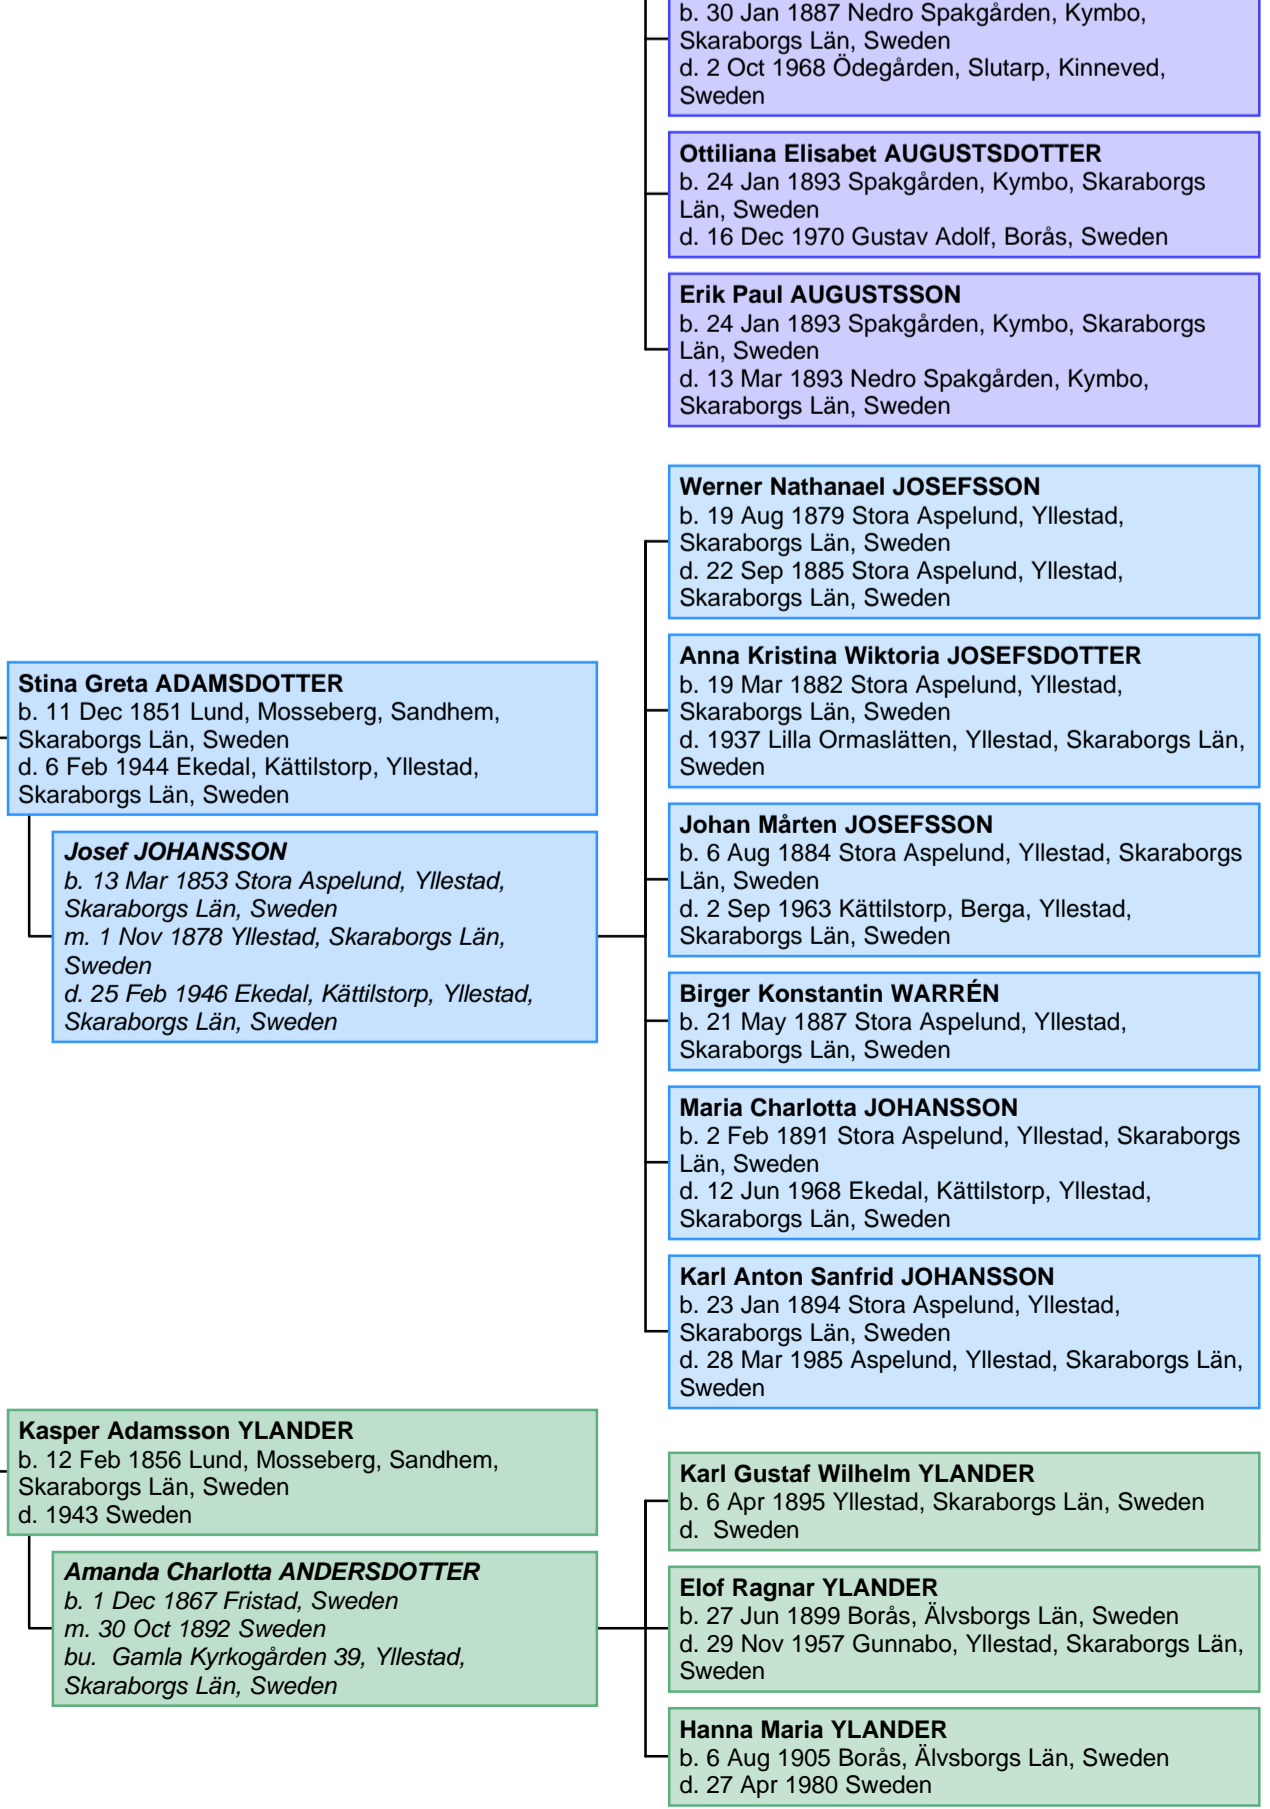 b. 30 Jan 1887 Nedro Spakgården, Kymbo,
Skaraborgs Län, Sweden
d. 2 Oct 1968 Ödegården, Slutarp, Kinneved,
Sweden
Ottiliana Elisabet AUGUSTSDOTTER
b. 24 Jan 1893 Spakgården, Kymbo, Skaraborgs
Län, Sweden
d. 16 Dec 1970 Gustav Adolf, Borås, Sweden
Erik Paul AUGUSTSSON
b. 24 Jan 1893 Spakgården, Kymbo, Skaraborgs
Län, Sweden
d. 13 Mar 1893 Nedro Spakgården, Kymbo,
Skaraborgs Län, Sweden
Stina Greta ADAMSDOTTER
b. 11 Dec 1851 Lund, Mosseberg, Sandhem,
Skaraborgs Län, Sweden
d. 6 Feb 1944 Ekedal, Kättilstorp, Yllestad,
Skaraborgs Län, Sweden
Josef JOHANSSON
b. 13 Mar 1853 Stora Aspelund, Yllestad,
Skaraborgs Län, Sweden
m. 1 Nov 1878 Yllestad, Skaraborgs Län,
Sweden
d. 25 Feb 1946 Ekedal, Kättilstorp, Yllestad,
Skaraborgs Län, Sweden
Werner Nathanael JOSEFSSON
b. 19 Aug 1879 Stora Aspelund, Yllestad,
Skaraborgs Län, Sweden
d. 22 Sep 1885 Stora Aspelund, Yllestad,
Skaraborgs Län, Sweden
Anna Kristina Wiktoria JOSEFSDOTTER
b. 19 Mar 1882 Stora Aspelund, Yllestad,
Skaraborgs Län, Sweden
d. 1937 Lilla Ormaslätten, Yllestad, Skaraborgs Län,
Sweden
Johan Mårten JOSEFSSON
b. 6 Aug 1884 Stora Aspelund, Yllestad, Skaraborgs
Län, Sweden
d. 2 Sep 1963 Kättilstorp, Berga, Yllestad,
Skaraborgs Län, Sweden
Birger Konstantin WARRÉN
b. 21 May 1887 Stora Aspelund, Yllestad,
Skaraborgs Län, Sweden
Maria Charlotta JOHANSSON
b. 2 Feb 1891 Stora Aspelund, Yllestad, Skaraborgs
Län, Sweden
d. 12 Jun 1968 Ekedal, Kättilstorp, Yllestad,
Skaraborgs Län, Sweden
Karl Anton Sanfrid JOHANSSON
b. 23 Jan 1894 Stora Aspelund, Yllestad,
Skaraborgs Län, Sweden
d. 28 Mar 1985 Aspelund, Yllestad, Skaraborgs Län,
Sweden
Kasper Adamsson YLANDER
b. 12 Feb 1856 Lund, Mosseberg, Sandhem,
Skaraborgs Län, Sweden
d. 1943 Sweden
Amanda Charlotta ANDERSDOTTER
b. 1 Dec 1867 Fristad, Sweden
m. 30 Oct 1892 Sweden
bu.  Gamla Kyrkogården 39, Yllestad,
Skaraborgs Län, Sweden
Karl Gustaf Wilhelm YLANDER
b. 6 Apr 1895 Yllestad, Skaraborgs Län, Sweden
d.  Sweden
Elof Ragnar YLANDER
b. 27 Jun 1899 Borås, Älvsborgs Län, Sweden
d. 29 Nov 1957 Gunnabo, Yllestad, Skaraborgs Län,
Sweden
Hanna Maria YLANDER
b. 6 Aug 1905 Borås, Älvsborgs Län, Sweden
d. 27 Apr 1980 Sweden